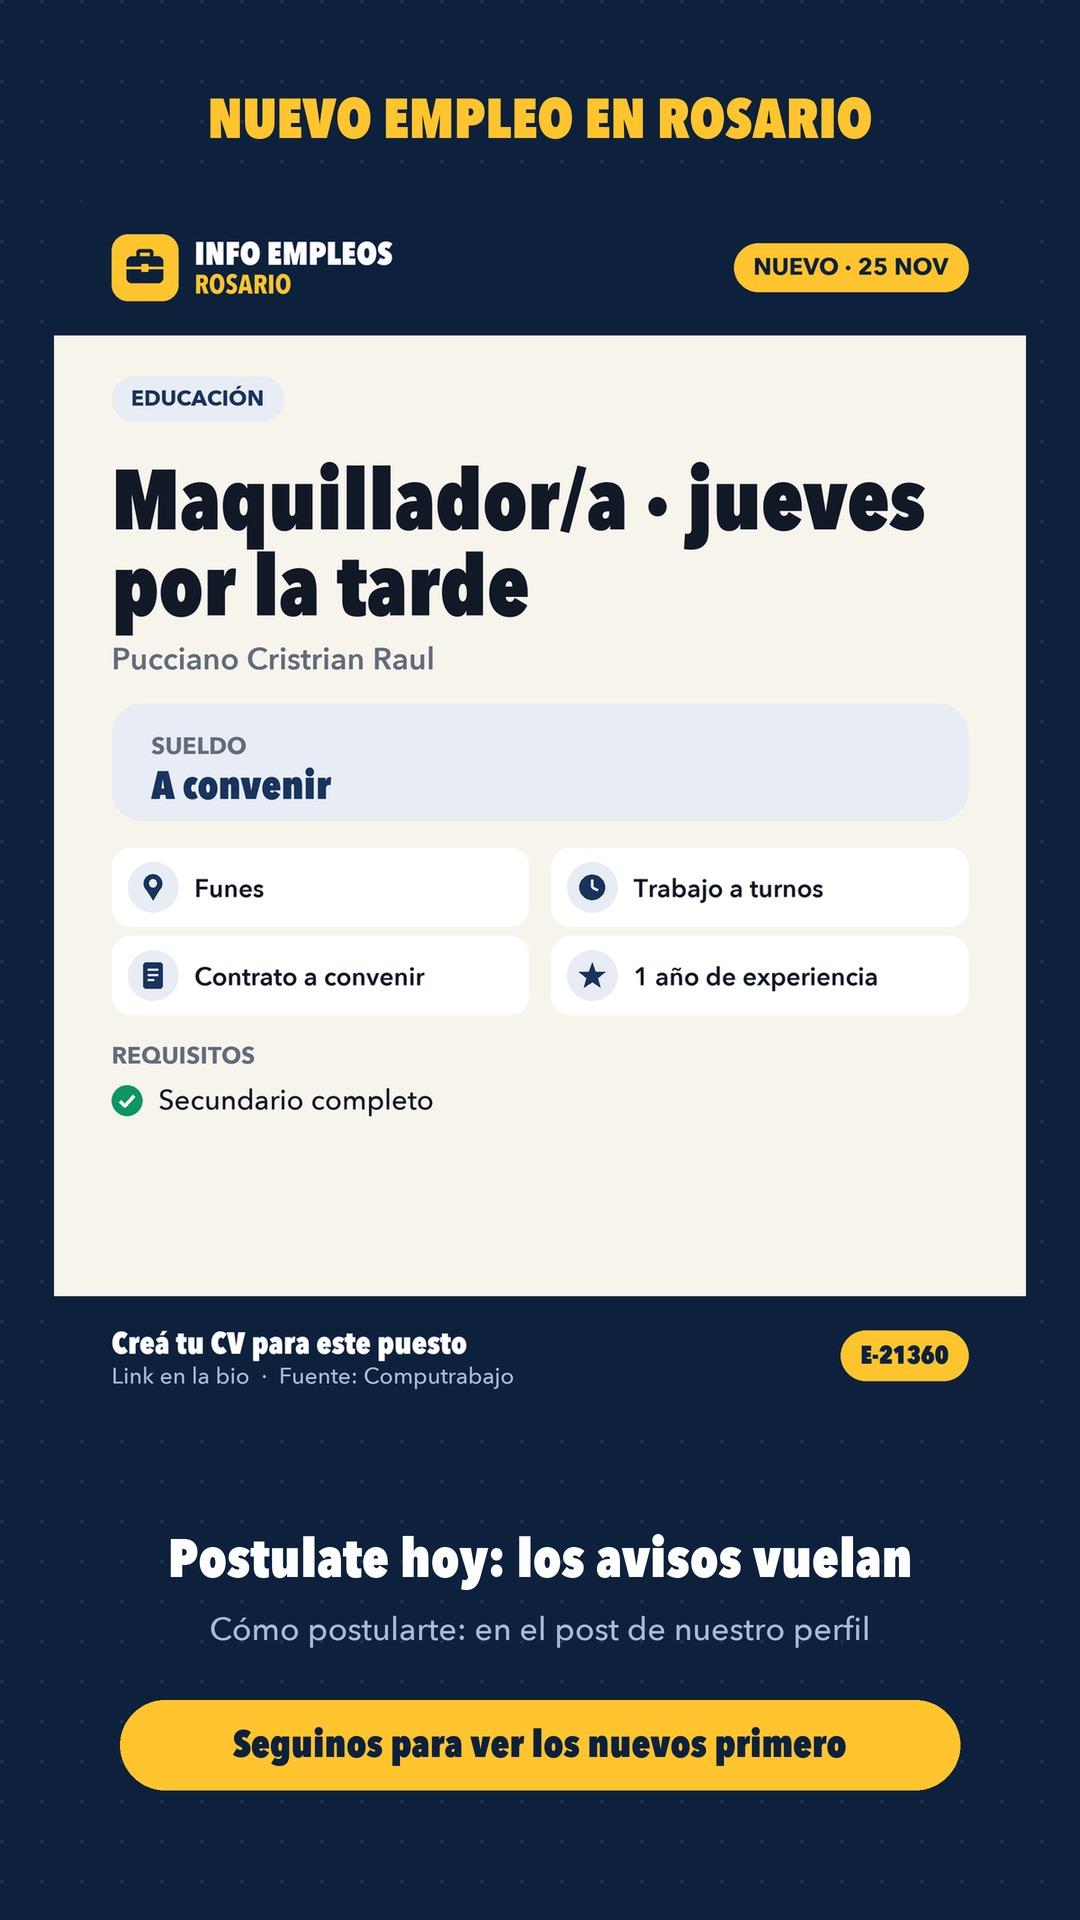 NUEVO EMPLEO EN ROSARIO
INFO EMPLEOS
ROSARIO
NUEVO · 25 NOV
EDUCACIÓN
Maquillador/a · jueves
por la tarde
Pucciano Cristrian Raul
SUELDO
A convenir
Funes
Trabajo a turnos
Contrato a convenir
1 año de experiencia
REQUISITOS
Secundario completo
Creá tu CV para este puesto
Link en la bio · Fuente: Computrabajo
E-21360
Postulate hoy: los avisos vuelan
Cómo postularte: en el post de nuestro perfil
Seguinos para ver los nuevos primero